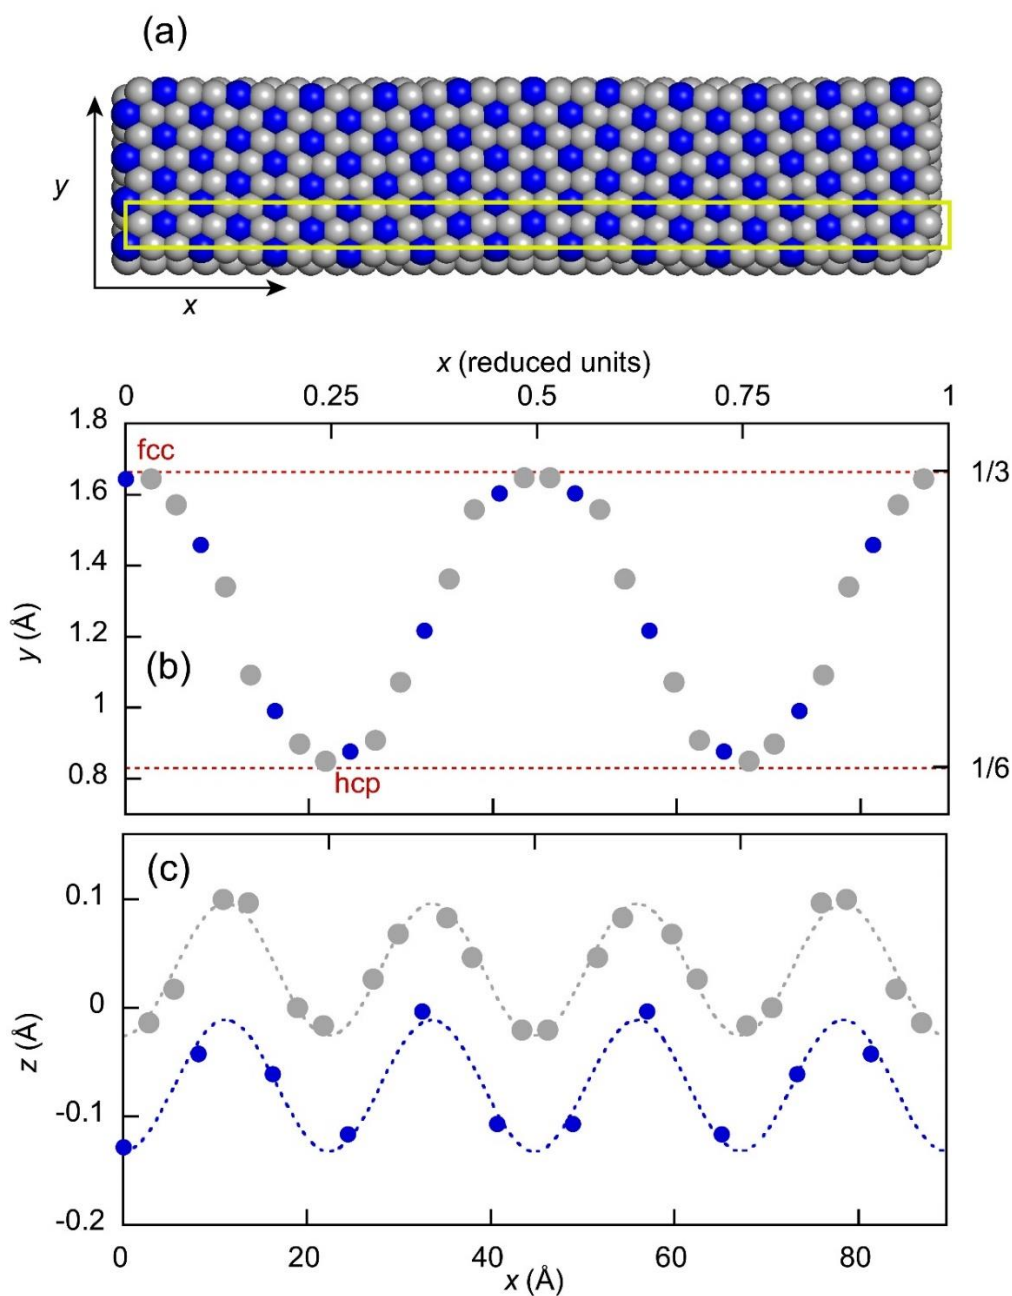 (a)
y
x
x (reduced units)
0 0.25 0.5 0.75 1
1.8
fcc
1/3
1.6
1.4
y (Å)
1.2
(b)
1
0.8
hcp
1/6
(c)
0.1
0
z (Å)
-0.1
-0.2
0 20 40 60 80
x (Å)